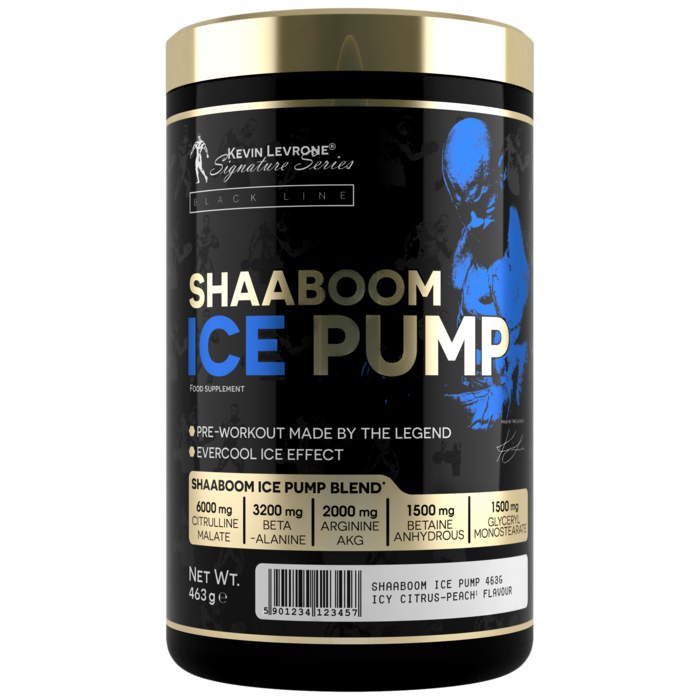 KEVIN LEVRONE®
Signature Series
BLACK LINE
SHAABOOM
ICE PUMP
FOOD SUPPLEMENT
PRE-WORKOUT MADE BY THE LEGEND
EVERCOOL ICE EFFECT
SHAABOOM ICE PUMP BLEND*
6000 mg CITRULLINE MALATE
3200 mg BETA -ALANINE
2000 mg ARGININE AKG
1500 mg BETAINE ANHYDROUS
1500 mg GLYCERYL MONOSTEARATE
NET WT.
463 g e
5 901234 123457
SHAABOOM ICE PUMP 463G
ICY CITRUS-PEACH¹ FLAVOUR